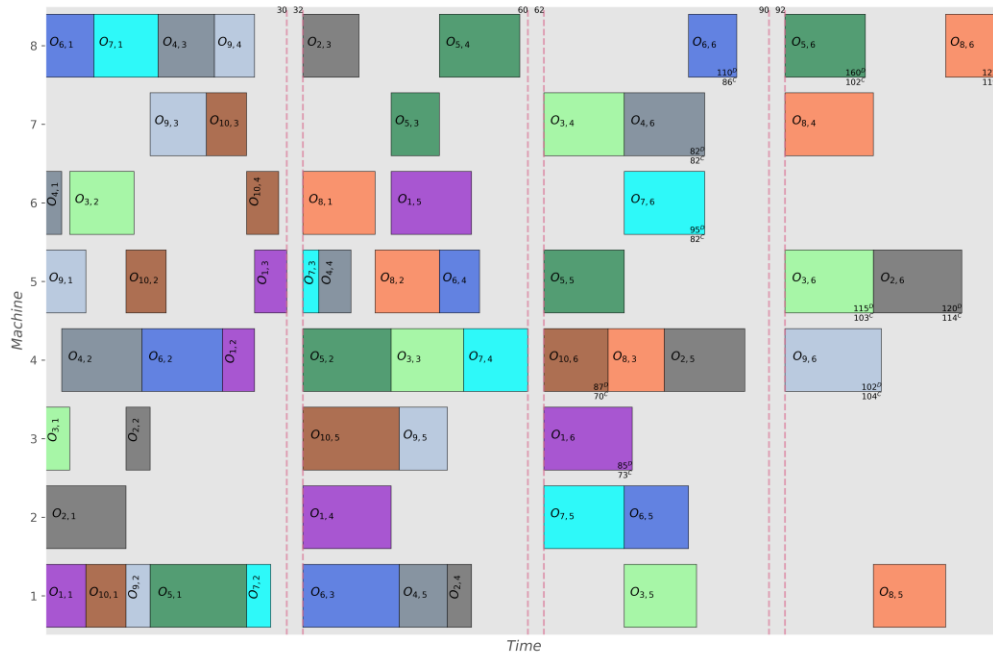 30 32 60 62 90 92
8 O6,1 O7,1 O4,3 O9,4 O2,3 O5,4 O6,6 O5,6 O8,6
110D 160D
86C 102C
7 O9,3 O10,3 O5,3 O3,4 O4,6 O8,4
82D
82C
6 O4,1 O3,2 O10,4 O8,1 O1,5 O7,6
95D
82C
5 O9,1 O10,2 O1,3 O7,3 O4,4 O8,2 O6,4 O5,5 O3,6 O2,6
115D 120D
103C 114C
4 O4,2 O6,2 O1,2 O5,2 O3,3 O7,4 O10,6 O8,3 O2,5 O9,6
87D 102D
70C 104C
3 O3,1 O2,2 O10,5 O9,5 O1,6
85D
73C
2 O2,1 O1,4 O7,5 O6,5
1 O1,1 O10,1 O9,2 O5,1 O7,2 O6,3 O4,5 O2,4 O3,5 O8,5
Machine
Time